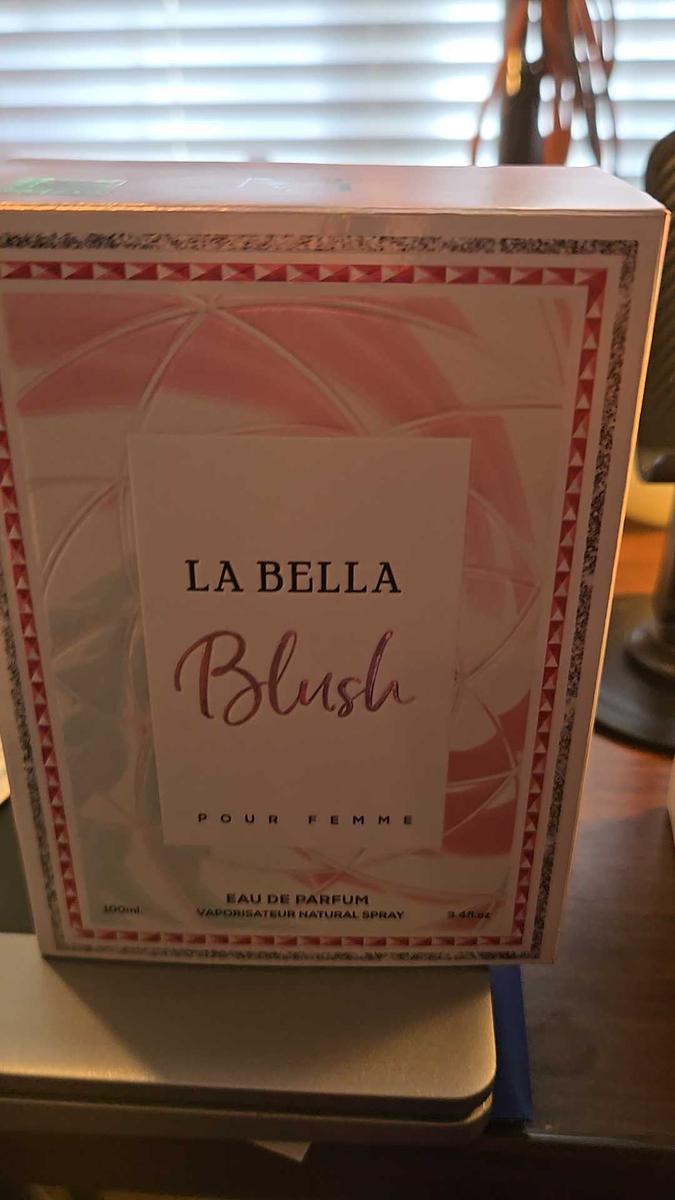 LA BELLA
Blush
POUR FEMME
EAU DE PARFUM
100ml. VAPORISATEUR NATURAL SPRAY 3.4fl.oz